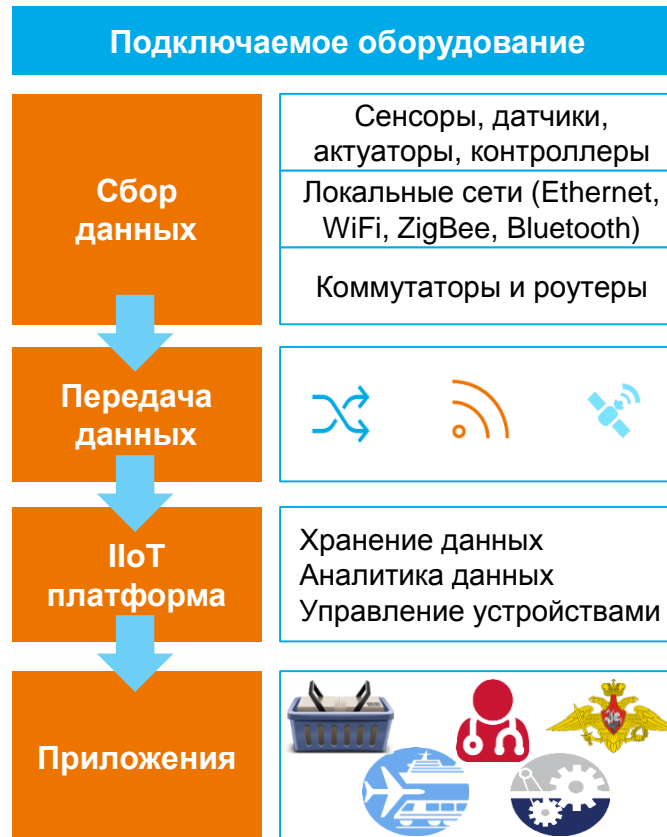 Подключаемое оборудование
Сбор
данных
Сенсоры, датчики,
актуаторы, контроллеры
Локальные сети (Ethernet,
WiFi, ZigBee, Bluetooth)
Коммутаторы и роутеры
Передача
данных
IIoT
платформа
Хранение данных
Аналитика данных
Управление устройствами
Приложения